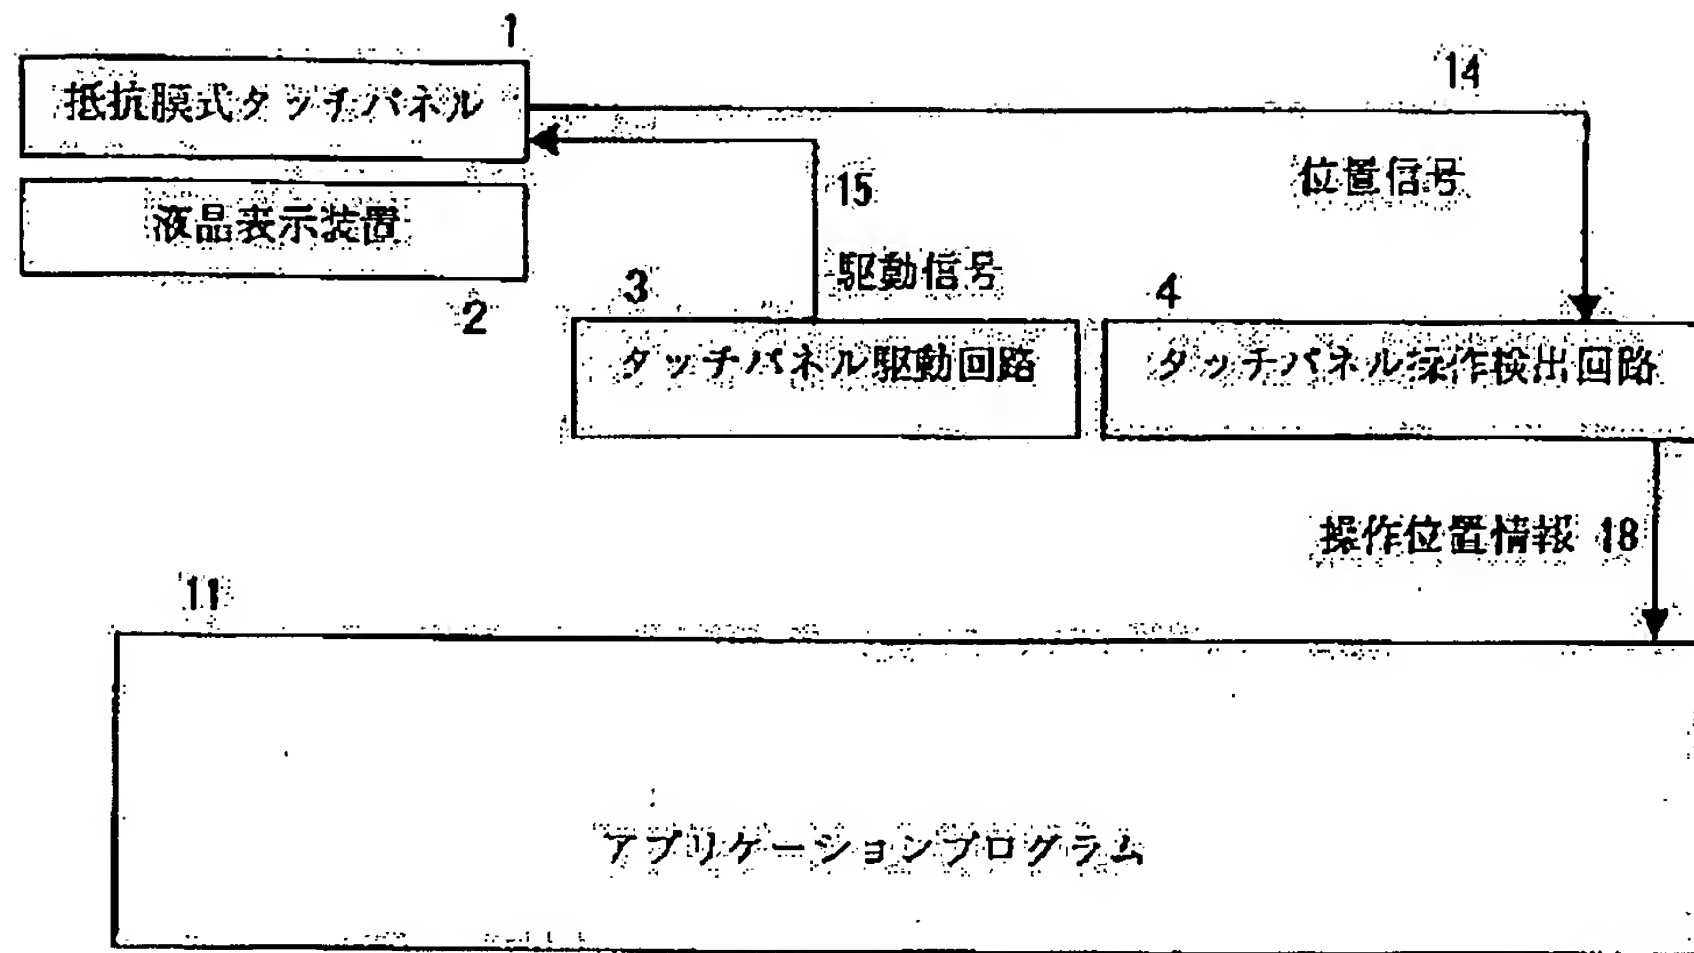 1
抵抗膜式タッチパネル
14
位置信号
15
液晶表示装置
2
駆動信号
3
タッチパネル駆動回路
4
タッチパネル操作検出回路
操作位置情報 18
11
アプリケーションプログラム